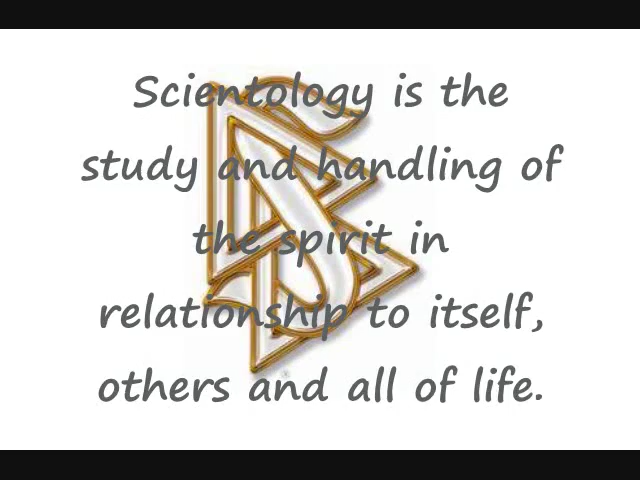 Scientology is the
study and handling of
the spirit in
relationship to itself,
others and all of life.
®